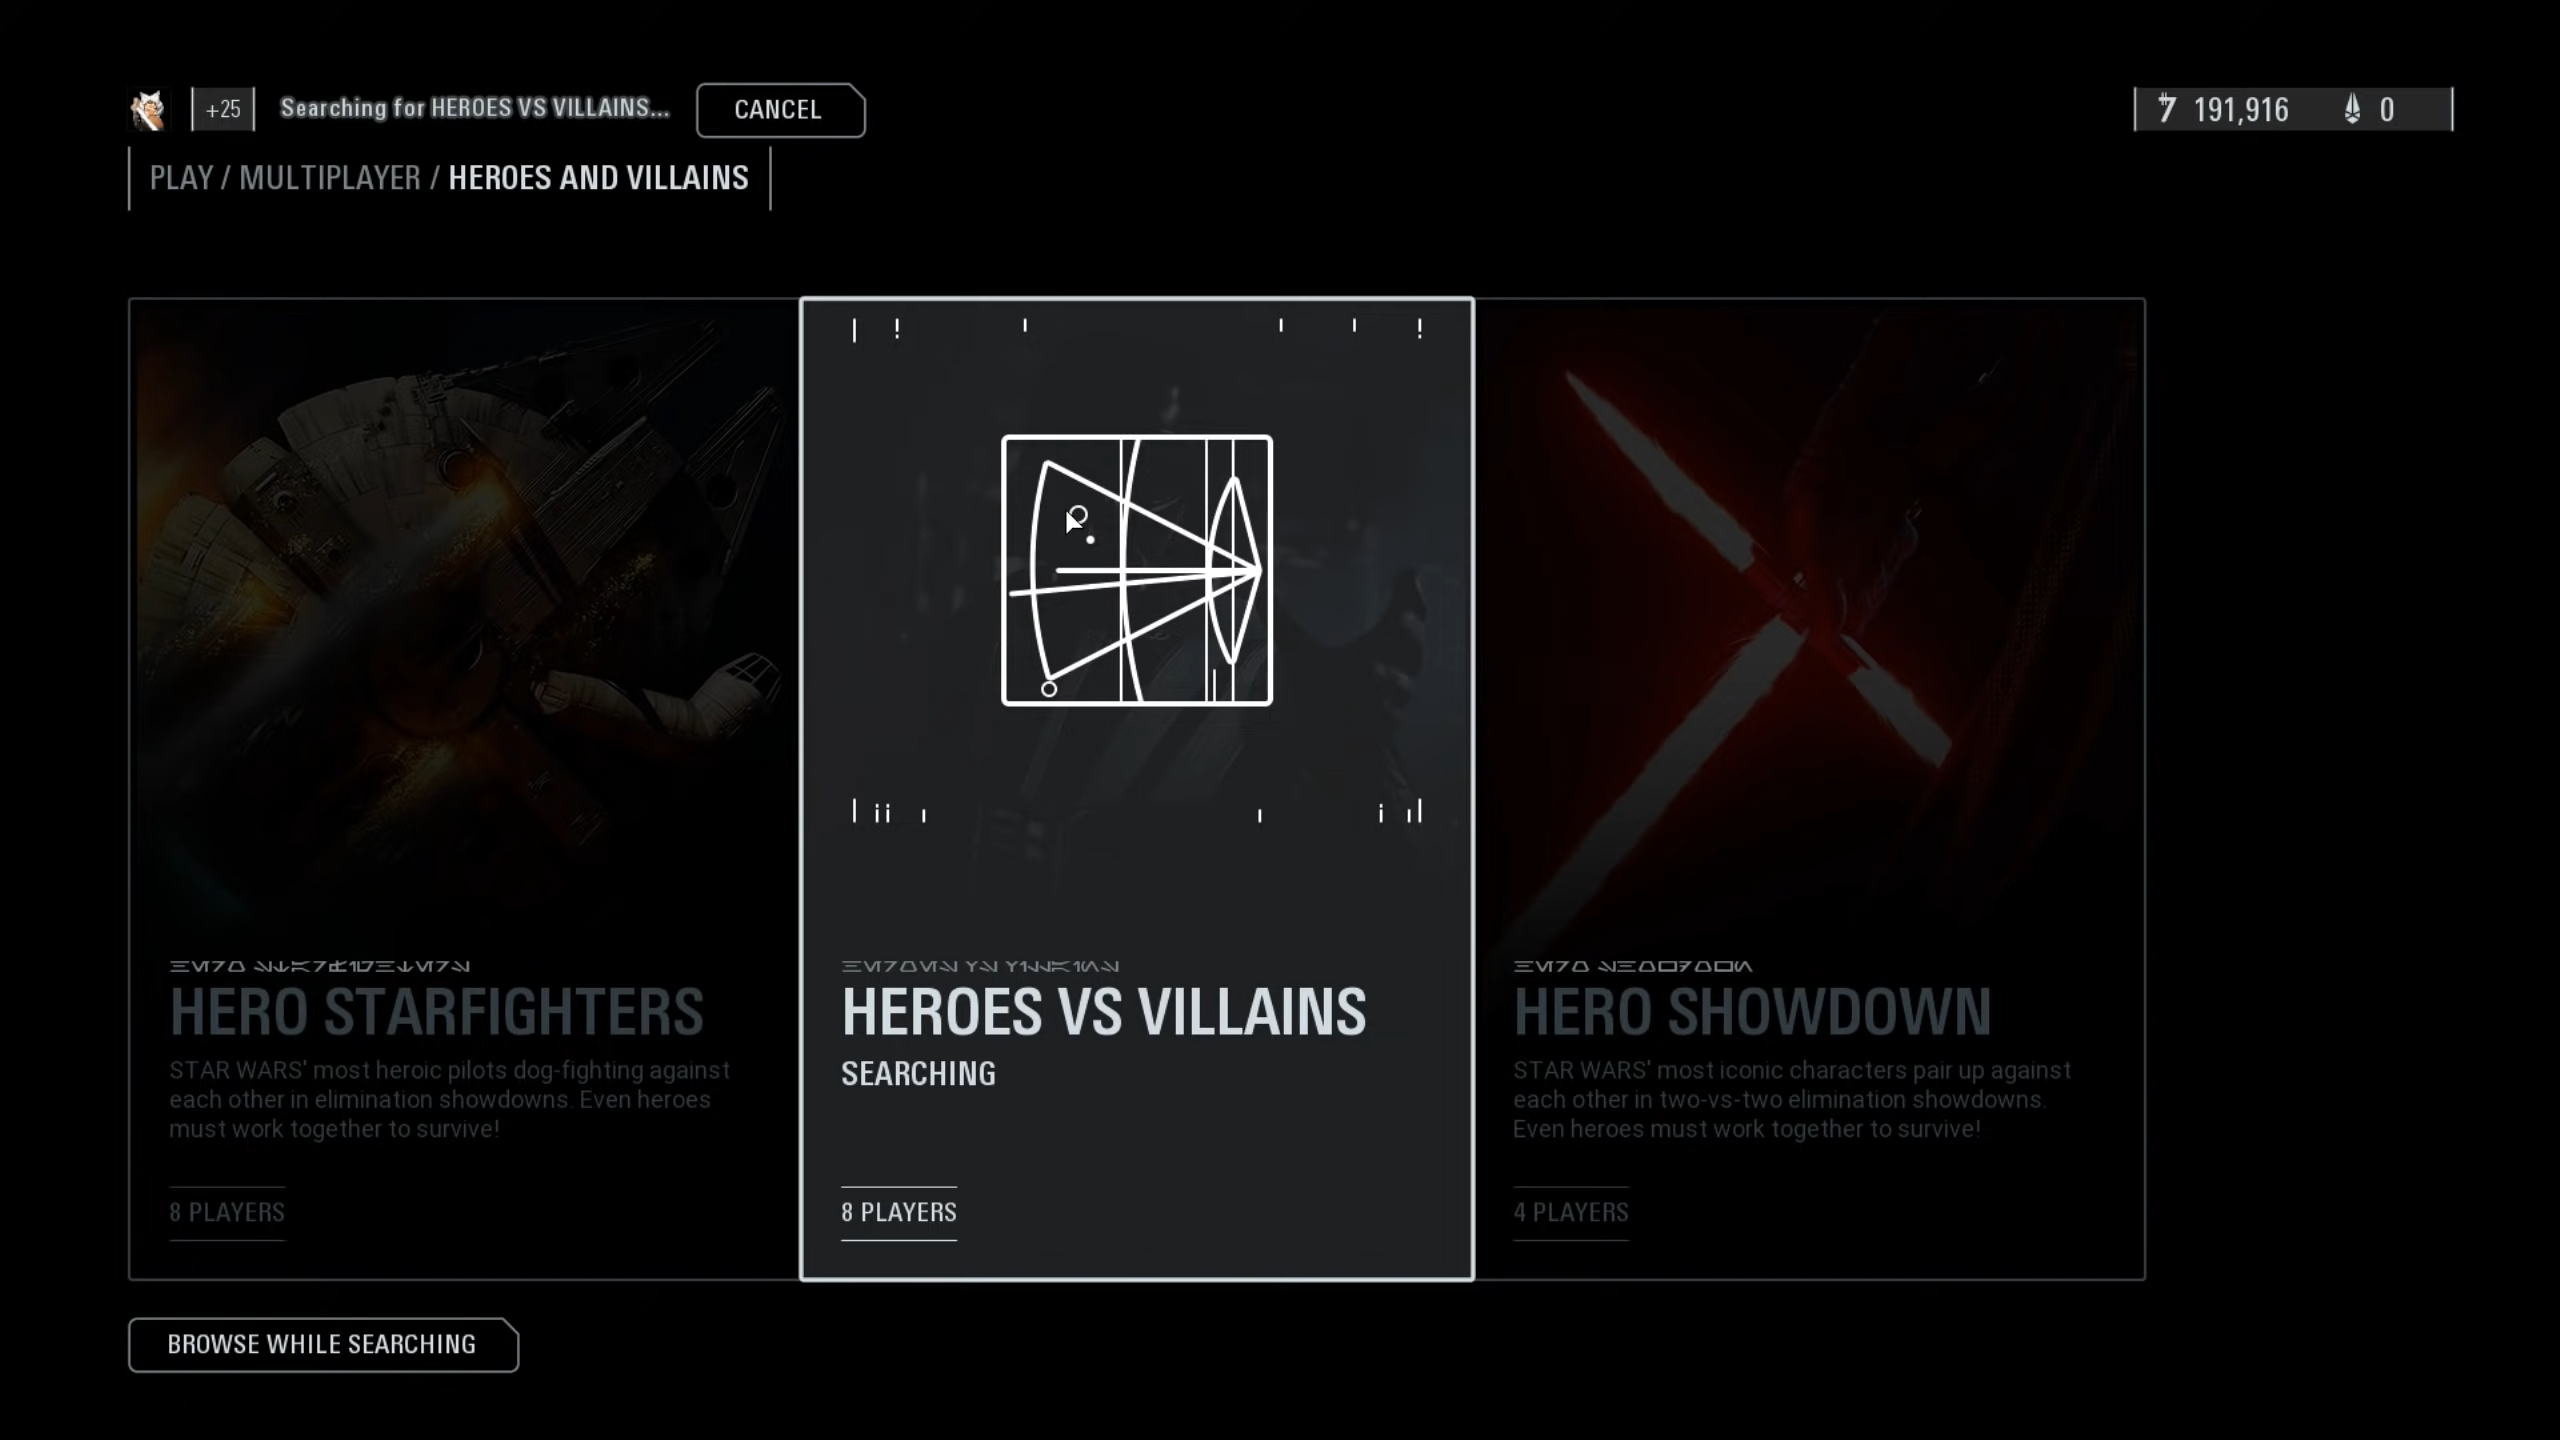 +25 Searching for HEROES VS VILLAINS... CANCEL
191,916 0
PLAY / MULTIPLAYER / HEROES AND VILLAINS
HERO STARFIGHTERS
STAR WARS' most heroic pilots dog-fighting against
each other in elimination showdowns. Even heroes
must work together to survive!
8 PLAYERS
HEROES VS VILLAINS
SEARCHING
8 PLAYERS
HERO SHOWDOWN
STAR WARS' most iconic characters pair up against
each other in two-vs-two elimination showdowns.
Even heroes must work together to survive!
4 PLAYERS
BROWSE WHILE SEARCHING